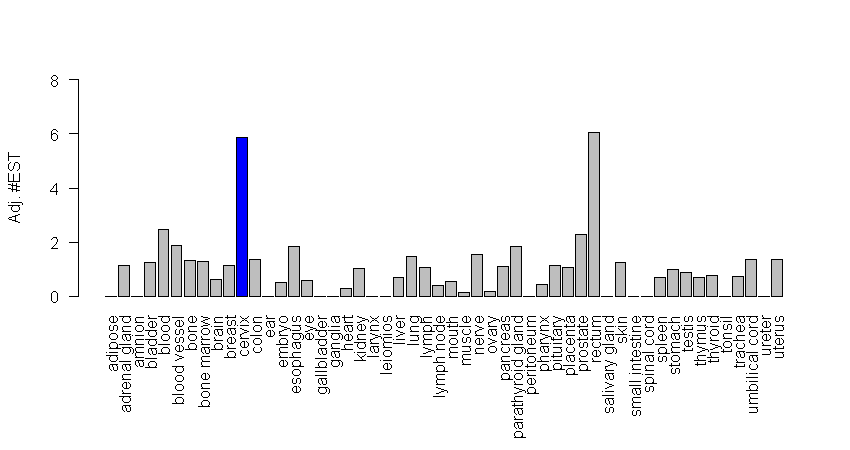 Adj. #EST
8
6
4
2
0
adipose
adrenal gland
amnion
bladder
blood
blood vessel
bone
bone marrow
brain
breast
cervix
colon
ear
embryo
esophagus
eye
gallbladder
ganglia
heart
kidney
larynx
leiomios
liver
lung
lymph
lymph node
mouth
muscle
nerve
ovary
pancreas
parathyroid gland
peritoneum
pharynx
pituitary
placenta
prostate
rectum
salivary gland
skin
small intestine
spinal cord
spleen
stomach
testis
thymus
thyroid
tonsil
trachea
umbilical cord
ureter
uterus